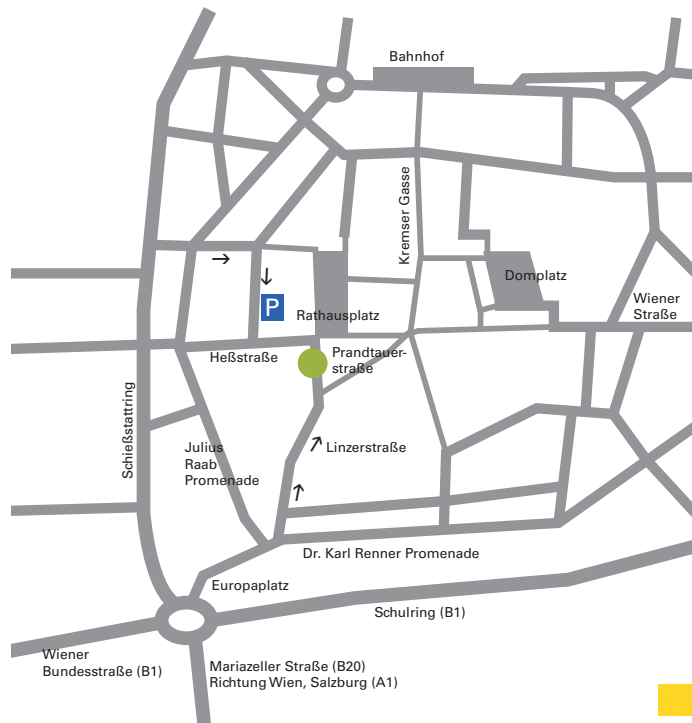 Bahnhof
Kremser Gasse
Domplatz
Wiener
Straße
P
Rathausplatz
Heßstraße
Prandtauer-
straße
Schießstattring
Julius
Raab
Promenade
Linzerstraße
Dr. Karl Renner Promenade
Europaplatz
Schulring (B1)
Wiener
Bundesstraße (B1)
Mariazeller Straße (B20)
Richtung Wien, Salzburg (A1)